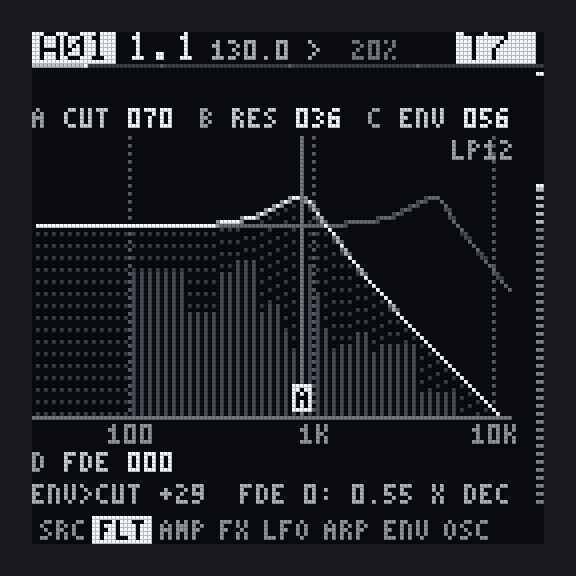 A01 1.1 130.0 > 20% T7
A CUT 070 B RES 036 C ENV 056
LP12
A
100 1K 10K
D FDE 000
ENV>CUT +29 FDE 0: 0.55 X DEC
SRC FLT AMP FX LFO ARP ENV OSC